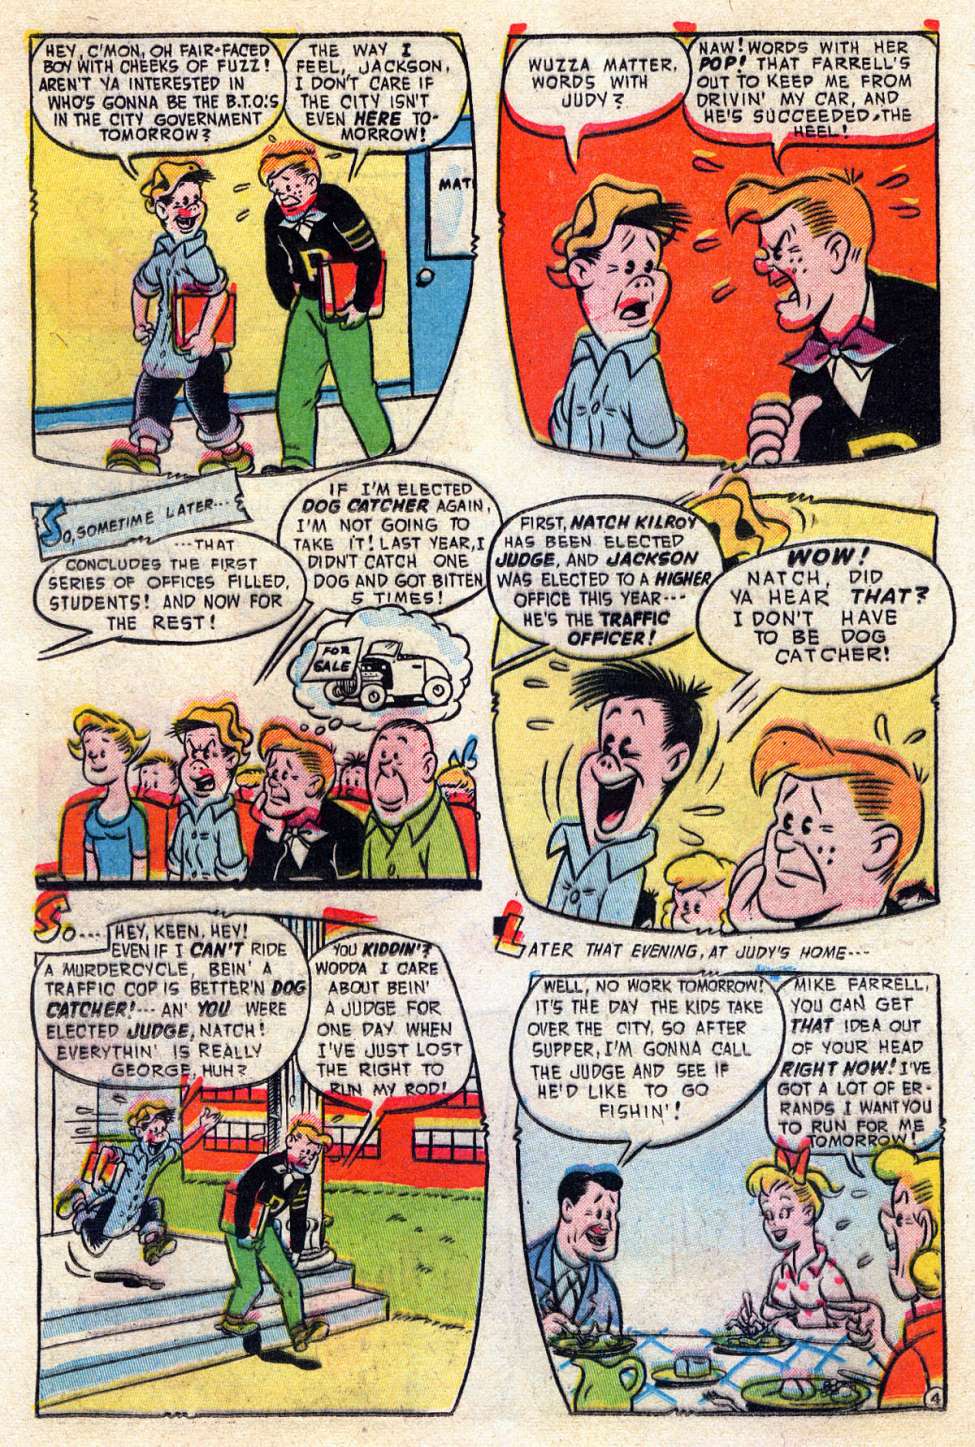 HEY, C'MON, OH FAIR-FACED
BOY WITH CHEEKS OF FUZZ!
AREN'T YA INTERESTED IN
WHO'S GONNA BE THE B.T.O.'S
IN THE CITY GOVERNMENT
TOMORROW?
THE WAY I
FEEL, JACKSON,
I DON'T CARE IF
THE CITY ISN'T
EVEN HERE TO-
MORROW!
MAT
WUZZA MATTER,
WORDS WITH
JUDY?
NAW! WORDS WITH HER
POP! THAT FARRELL'S
OUT TO KEEP ME FROM
DRIVIN' MY CAR, AND
HE'S SUCCEEDED, THE
HEEL!
SO, SOMETIME LATER---
---THAT
CONCLUDES THE FIRST
SERIES OF OFFICES FILLED,
STUDENTS! AND NOW FOR
THE REST!
IF I'M ELECTED
DOG CATCHER AGAIN,
I'M NOT GOING TO
TAKE IT! LAST YEAR, I
DIDN'T CATCH ONE
DOG AND GOT BITTEN
5 TIMES!
FOR
SALE
FIRST, NATCH KILROY
HAS BEEN ELECTED
JUDGE, AND JACKSON
WAS ELECTED TO A HIGHER
OFFICE THIS YEAR---
HE'S THE TRAFFIC
OFFICER!
WOW!
NATCH, DID
YA HEAR THAT?
I DON'T HAVE
TO BE DOG
CATCHER!
SO---
HEY, KEEN, HEY!
EVEN IF I CAN'T RIDE
A MURDERCYCLE, BEIN' A
TRAFFIC COP IS BETTER'N DOG
CATCHER!--- AN' YOU WERE
ELECTED JUDGE, NATCH!
EVERYTHIN' IS REALLY
GEORGE, HUH?
YOU KIDDIN'?
WODDA I CARE
ABOUT BEIN'
A JUDGE FOR
ONE DAY WHEN
I'VE JUST LOST
THE RIGHT TO
RUN MY ROD!
LATER THAT EVENING, AT JUDY'S HOME---
WELL, NO WORK TOMORROW!
IT'S THE DAY THE KIDS TAKE
OVER THE CITY, SO AFTER
SUPPER, I'M GONNA CALL
THE JUDGE AND SEE IF
HE'D LIKE TO GO
FISHIN'!
MIKE FARRELL,
YOU CAN GET
THAT IDEA OUT
OF YOUR HEAD
RIGHT NOW! I'VE
GOT A LOT OF ER-
RANDS I WANT YOU
TO RUN FOR ME
TOMORROW!
4